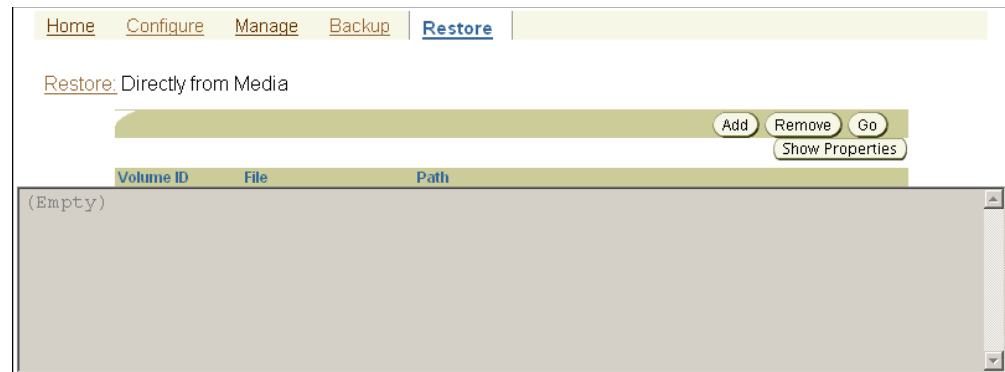 Home Configure Manage Backup Restore
Restore: Directly from Media
Add Remove Go
Show Properties
Volume ID File Path
(Empty)